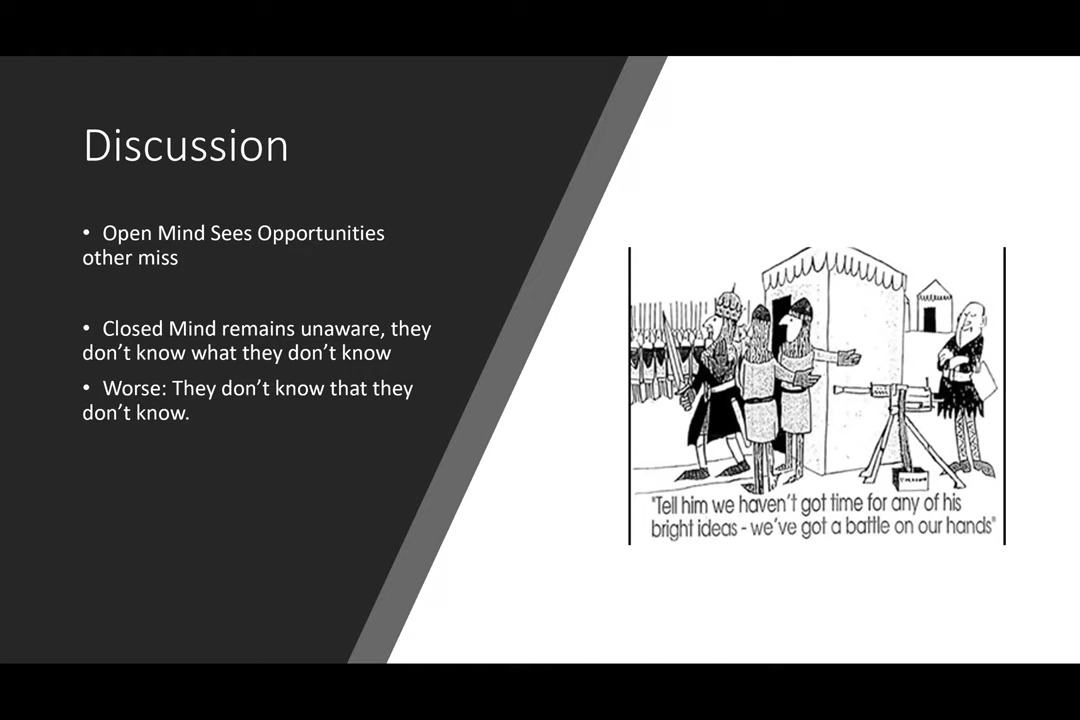 Discussion
• Open Mind Sees Opportunities
other miss
• Closed Mind remains unaware, they
don’t know what they don’t know
• Worse: They don’t know that they
don’t know.
"Tell him we haven't got time for any of his
bright ideas - we've got a battle on our hands"